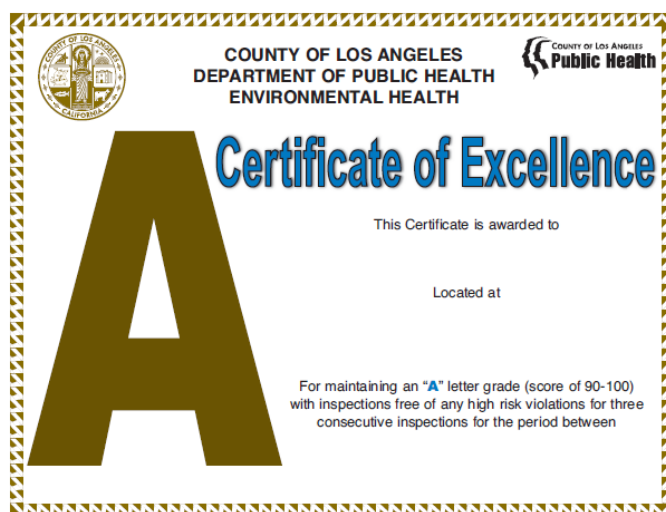 COUNTY OF LOS ANGELES
CALIFORNIA
COUNTY OF LOS ANGELES
DEPARTMENT OF PUBLIC HEALTH
ENVIRONMENTAL HEALTH
COUNTY OF LOS ANGELES
Public Health
A
Certificate of Excellence
This Certificate is awarded to
Located at
For maintaining an “A” letter grade (score of 90-100)
with inspections free of any high risk violations for three
consecutive inspections for the period between